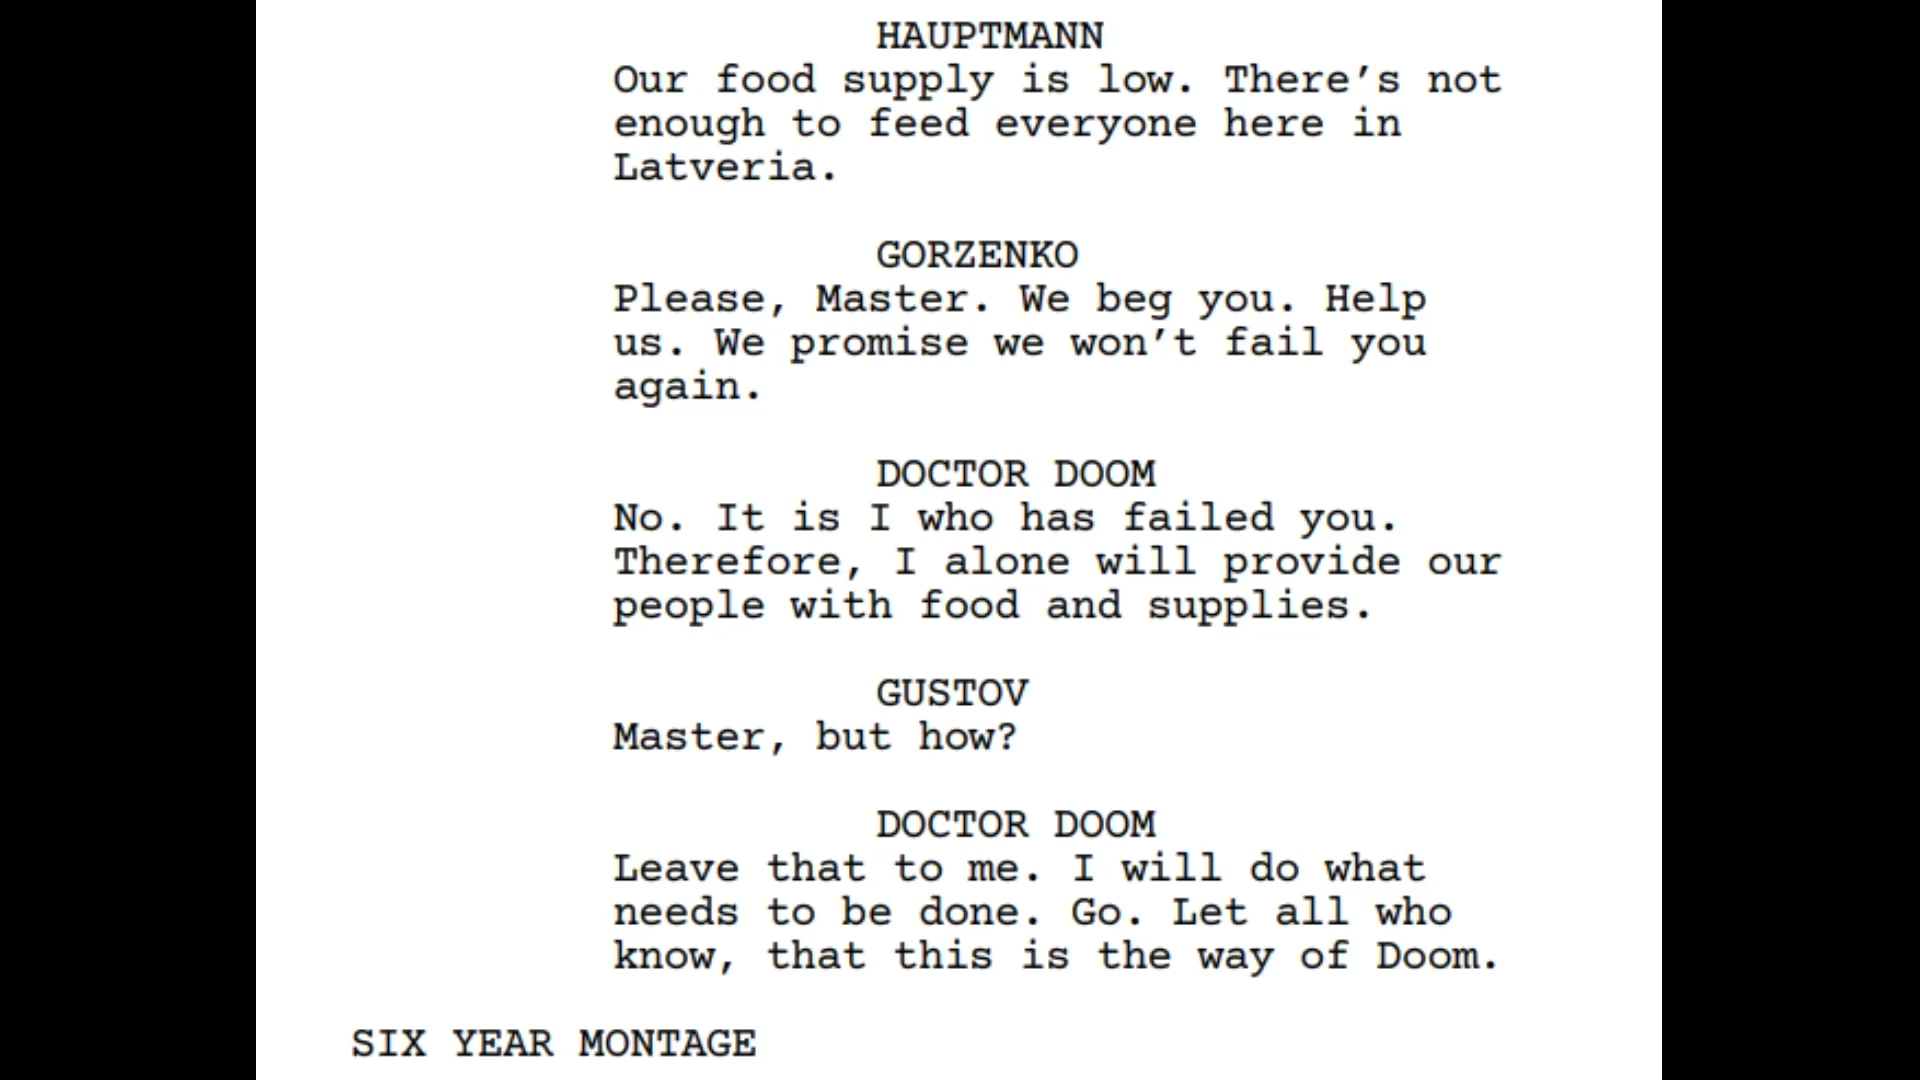 HAUPTMANN
Our food supply is low. There’s not
enough to feed everyone here in
Latveria.
GORZENKO
Please, Master. We beg you. Help
us. We promise we won’t fail you
again.
DOCTOR DOOM
No. It is I who has failed you.
Therefore, I alone will provide our
people with food and supplies.
GUSTOV
Master, but how?
DOCTOR DOOM
Leave that to me. I will do what
needs to be done. Go. Let all who
know, that this is the way of Doom.
SIX YEAR MONTAGE